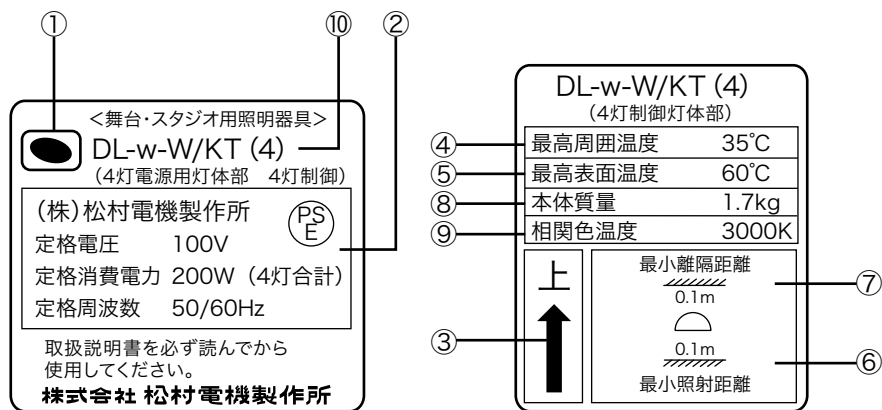 ① ⑩ ②
<舞台・スタジオ用照明器具>
DL-w-W/KT (4)
(4灯電源用灯体部 4灯制御)
(株)松村電機製作所
PS
E
定格電圧 100V
定格消費電力 200W (4灯合計)
定格周波数 50/60Hz
取扱説明書を必ず読んでから
使用してください。
株式会社 松村電機製作所
DL-w-W/KT (4)
(4灯制御灯体部)
④ 最高周囲温度 35℃
⑤ 最高表面温度 60℃
⑧ 本体質量 1.7kg
⑨ 相関色温度 3000K
③
上
最小離隔距離
0.1m
⑦
0.1m
最小照射距離
⑥